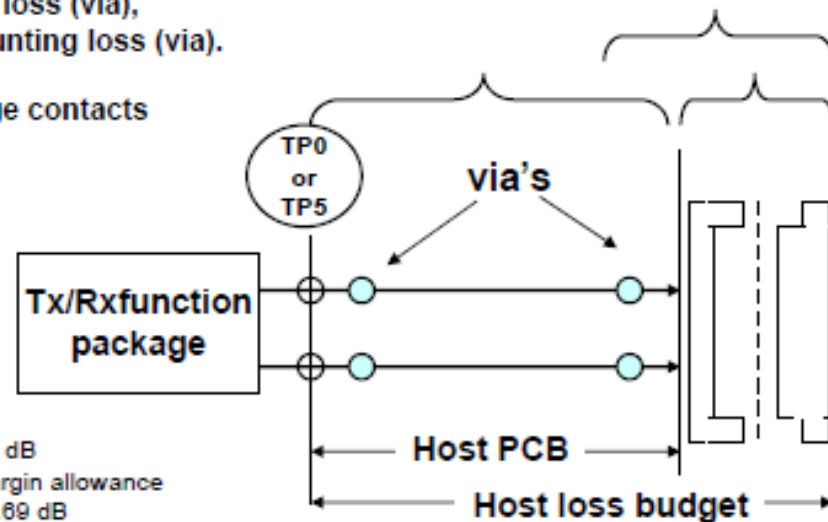 loss (via),
unting loss (via).
ge contacts
TP0
or
TP5
via's
Tx/Rxfunction
package
dB
rgin allowance
69 dB
Host PCB
Host loss budget